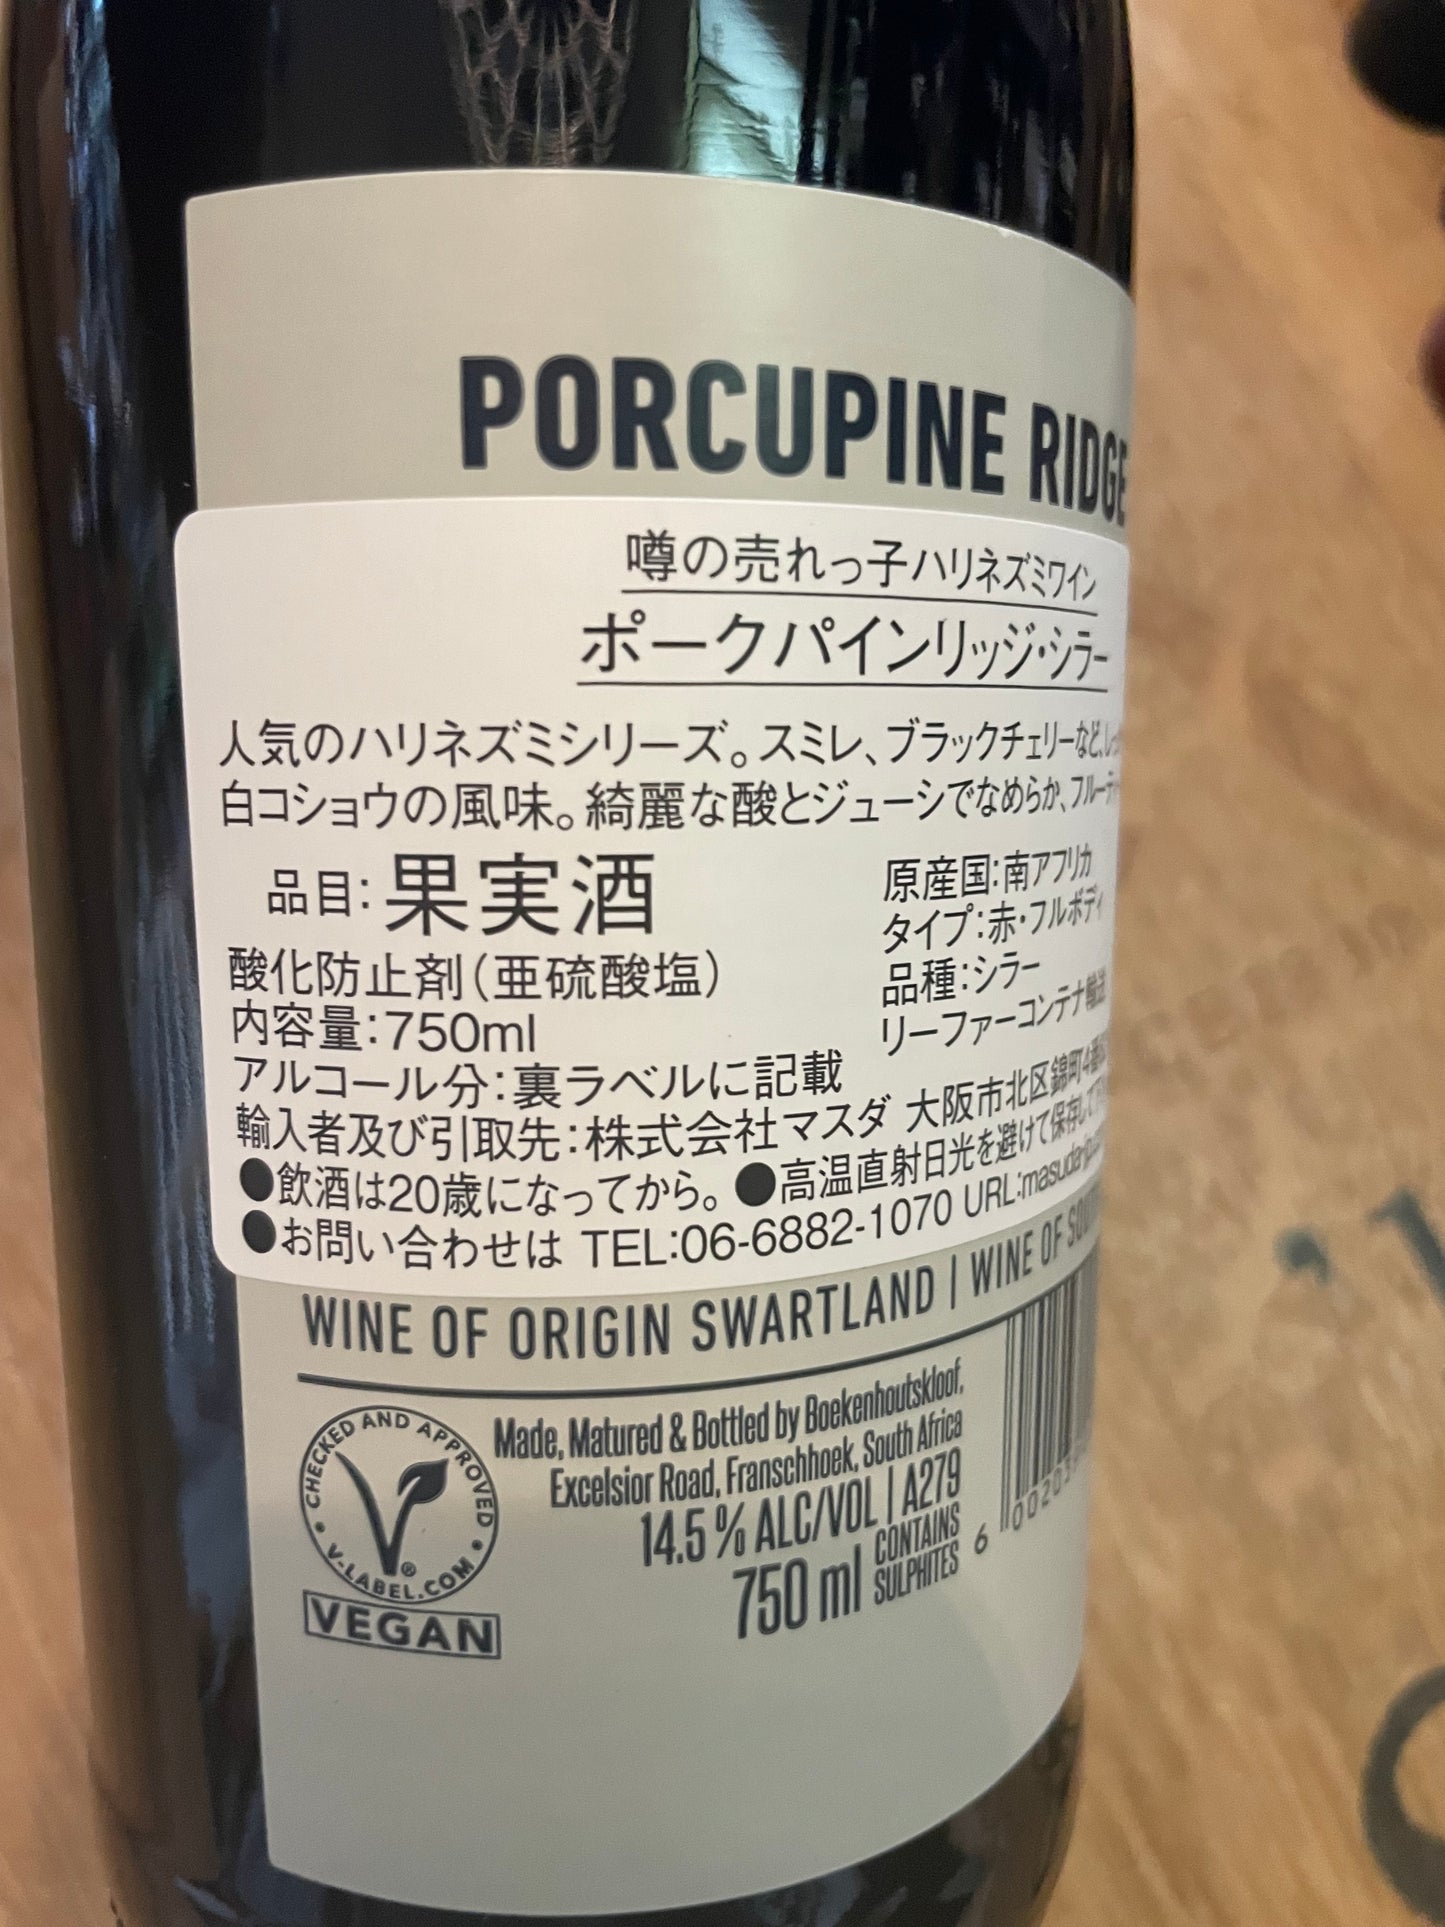 PORCUPINE RIDGE
噂の売れっ子ハリネズミワイン
ポークパインリッジ・シラー
人気のハリネズミシリーズ。スミレ、ブラックチェリーなど、
白コショウの風味。綺麗な酸とジューシでなめらか、フルーティ
品目:果実酒
酸化防止剤(亜硫酸塩)
内容量:750ml
アルコール分:裏ラベルに記載
原産国:南アフリカ
タイプ:赤・フルボディ
品種:シラー
リーファーコンテナ輸送
輸入者及び引取先:株式会社マスダ 大阪市北区錦町4番
●飲酒は20歳になってから。●高温直射日光を避けて保存して
●お問い合わせは TEL:06-6882-1070 URL:masuda-jp.
WINE OF ORIGIN SWARTLAND | WINE OF
CHECKED AND APPROVED
• V-LABEL.COM •
V®
VEGAN
Made, Matured & Bottled by Boekenhoutskloof,
Excelsior Road, Franschhoek, South Africa
14.5 % ALC/VOL | A279
750 ml CONTAINS
SULPHITES
6